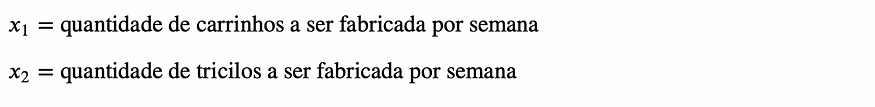 x₁ = quantidade de carrinhos a ser fabricada por semana
x₂ = quantidade de tricilos a ser fabricada por semana